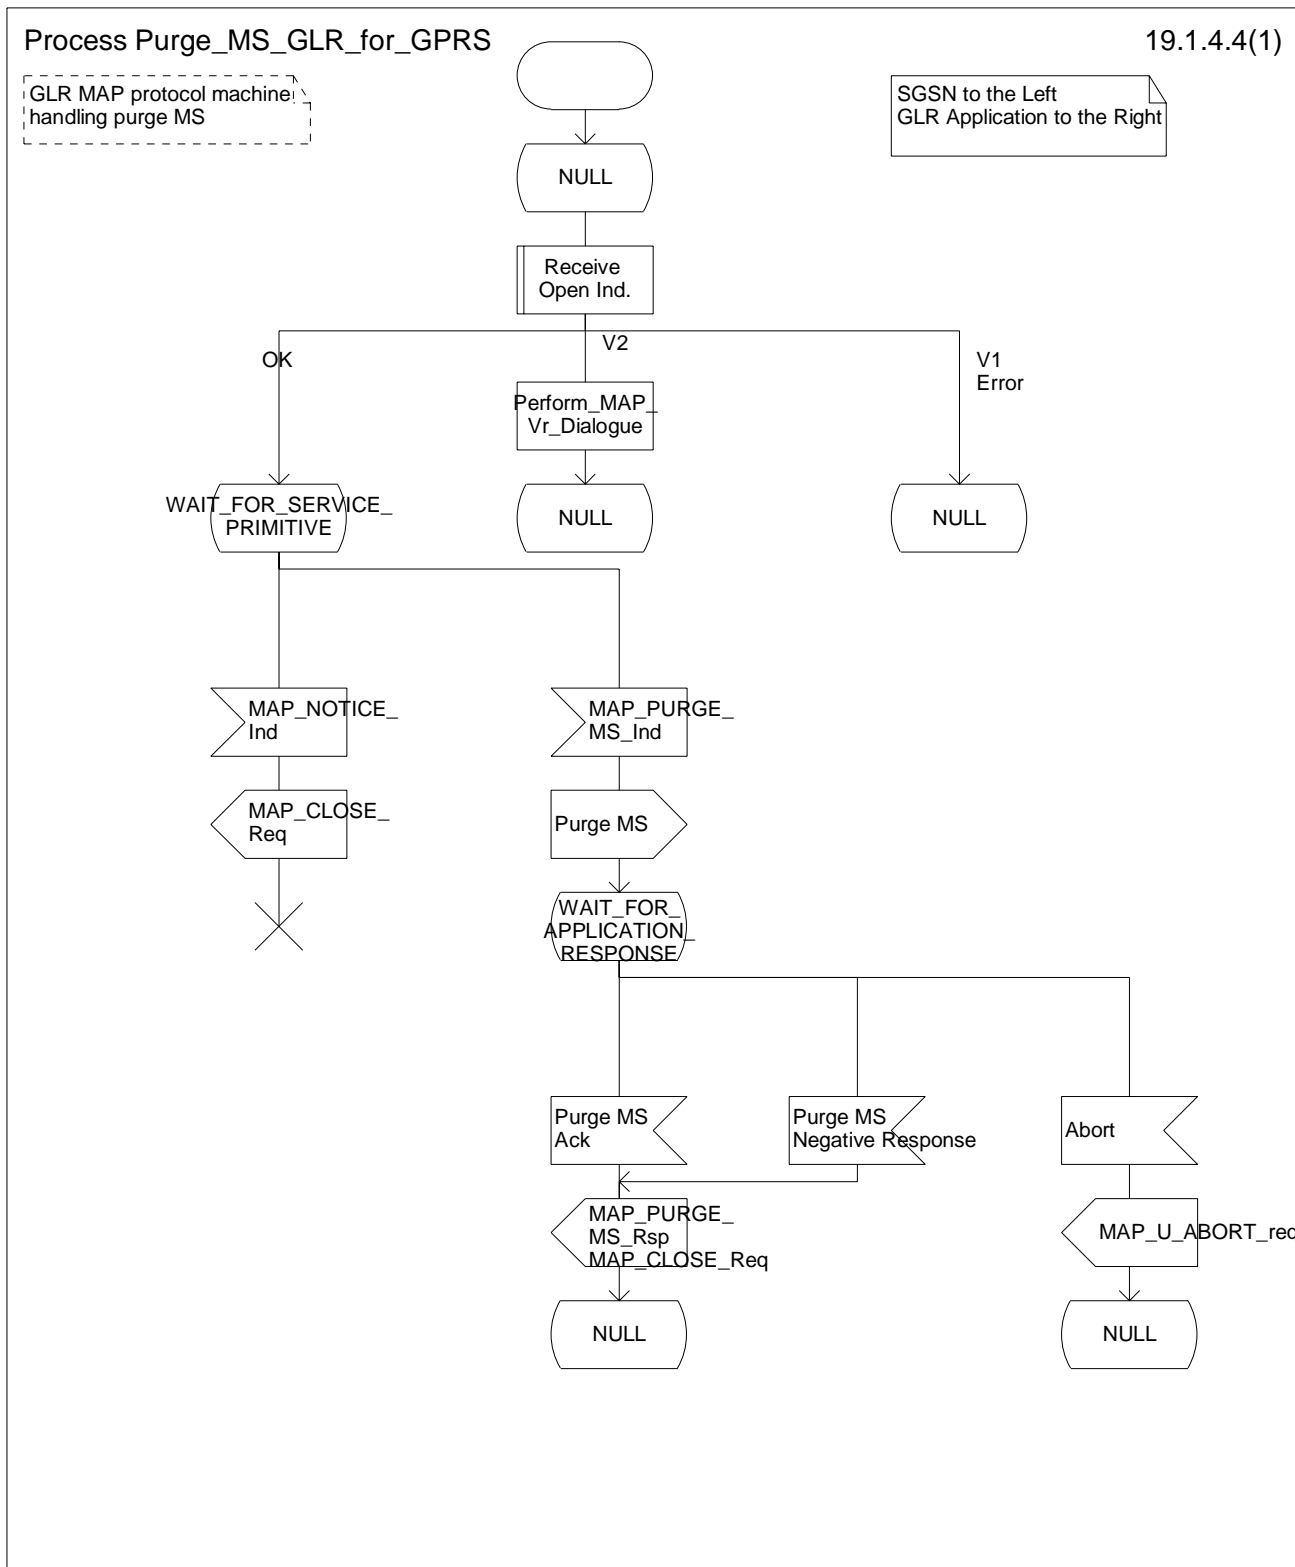 Process Purge_MS_GLR_for_GPRS
19.1.4.4(1)
GLR MAP protocol machine
handling purge MS
SGSN to the Left
GLR Application to the Right
NULL
Receive
Open Ind.
OK
V2
V1
Error
Perform_MAP_
Vr_Dialogue
WAIT_FOR_SERVICE_
PRIMITIVE
NULL
NULL
MAP_NOTICE_
Ind
MAP_PURGE_
MS_Ind
MAP_CLOSE_
Req
Purge MS
WAIT_FOR_
APPLICATION_
RESPONSE
Purge MS
Ack
Purge MS
Negative Response
Abort
MAP_PURGE_
MS_Rsp
MAP_CLOSE_Req
MAP_U_ABORT_req
NULL
NULL